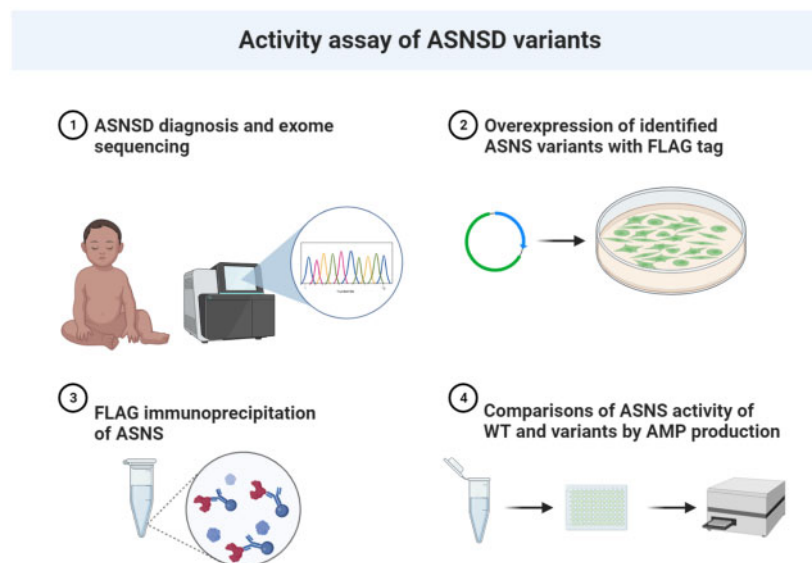 Activity assay of ASNSD variants
1
ASNSD diagnosis and exome
sequencing
2
Overexpression of identified
ASNS variants with FLAG tag
3
FLAG immunoprecipitation
of ASNS
4
Comparisons of ASNS activity of
WT and variants by AMP production